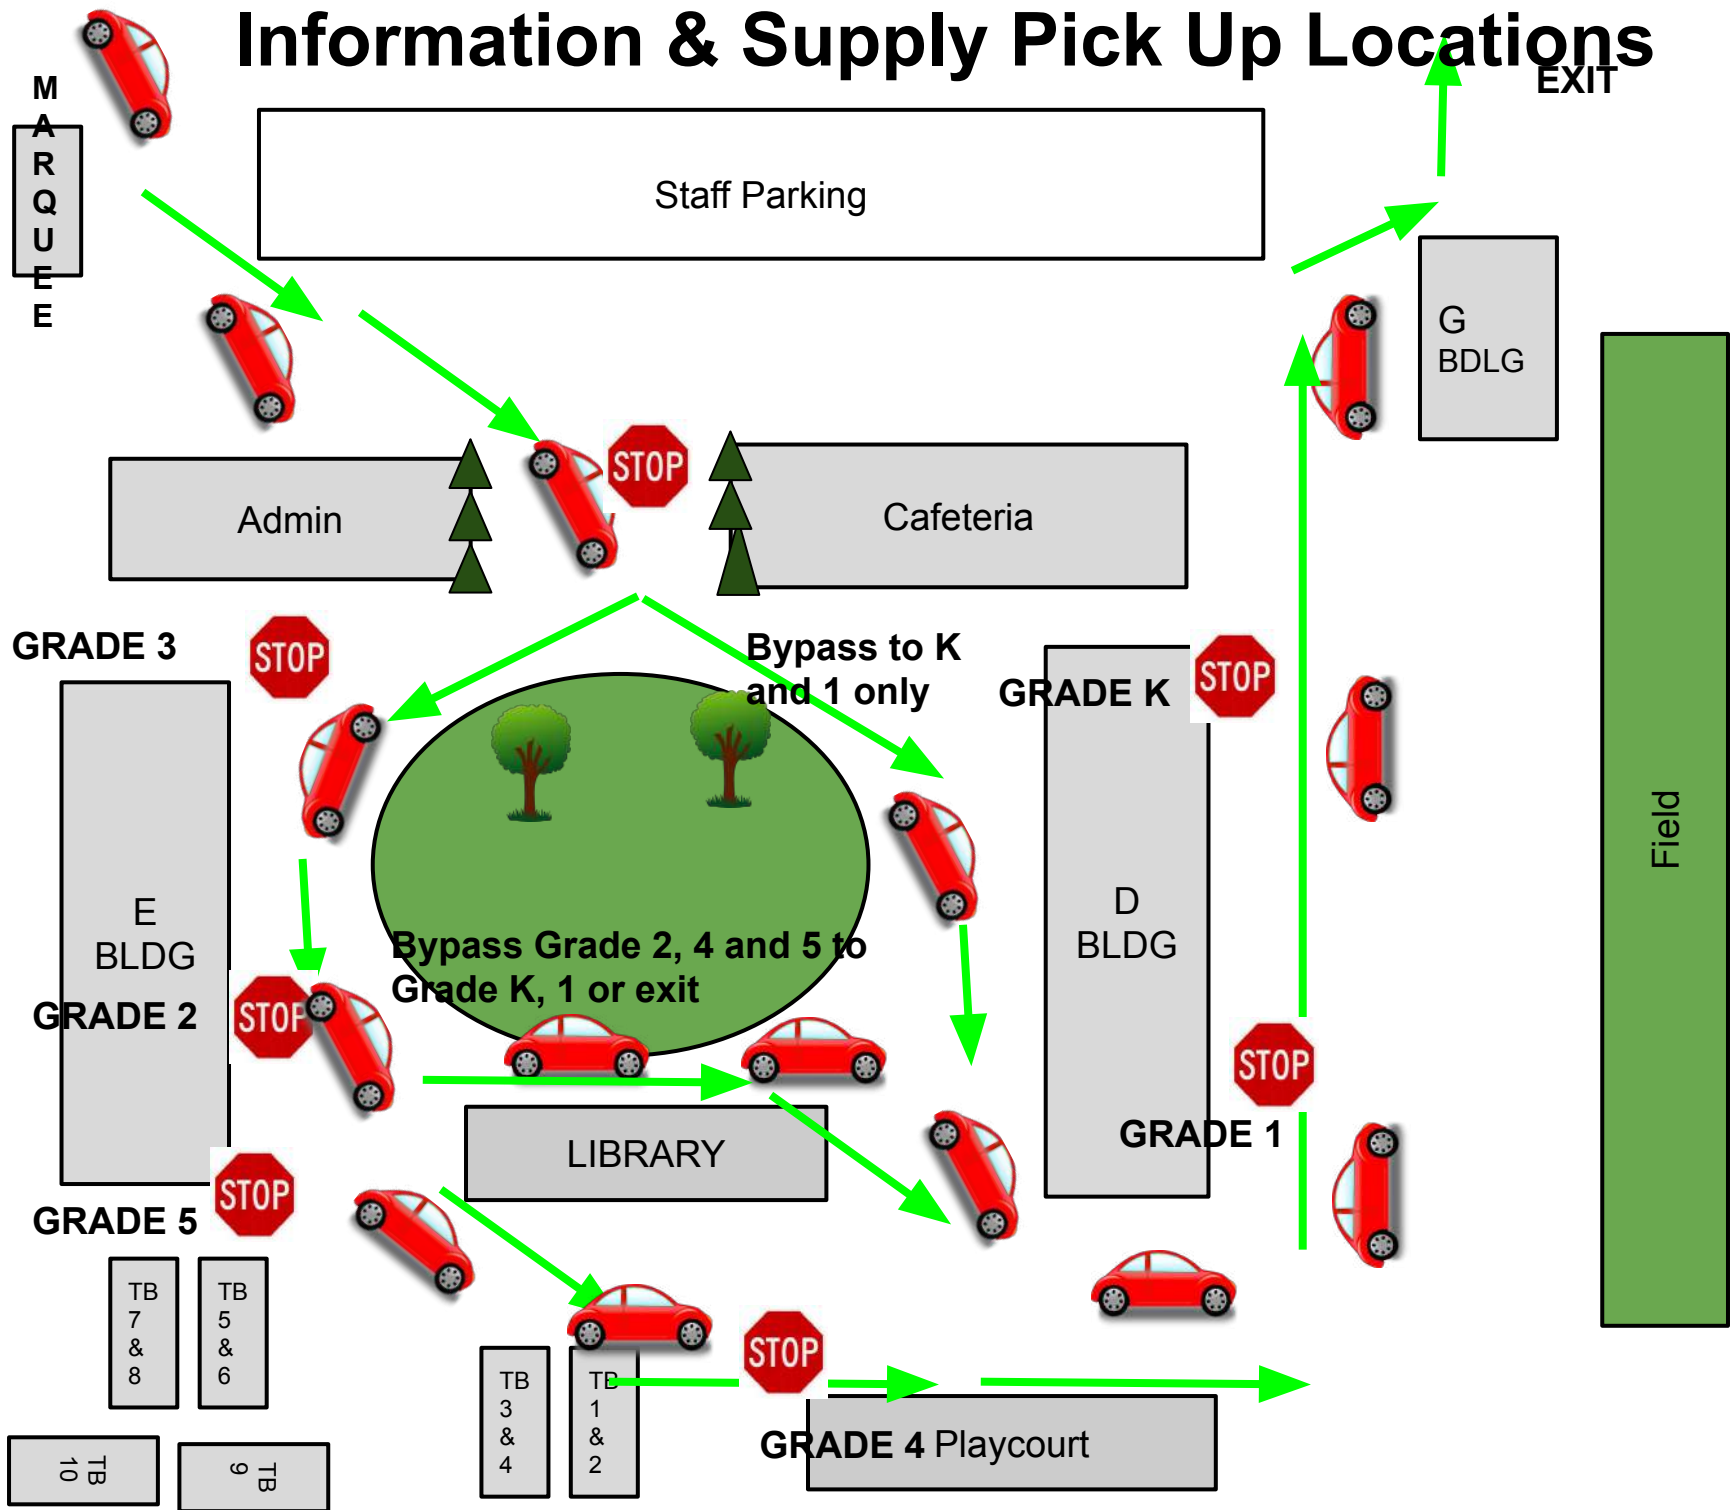 Information & Supply Pick Up Locations
EXIT
M
A
R
Q
U
E
E
Staff Parking
G
BDLG
STOP
Admin
Cafeteria
GRADE 3
STOP
Bypass to K
and 1 only
GRADE K
STOP
Field
E
BLDG
D
BLDG
Bypass Grade 2, 4 and 5 to
Grade K, 1 or exit
GRADE 2
STOP
STOP
GRADE 1
LIBRARY
STOP
GRADE 5
TB
7
&
8
TB
5
&
6
STOP
TB
3
&
4
TB
1
&
2
GRADE 4 Playcourt
TB
10
TB
9